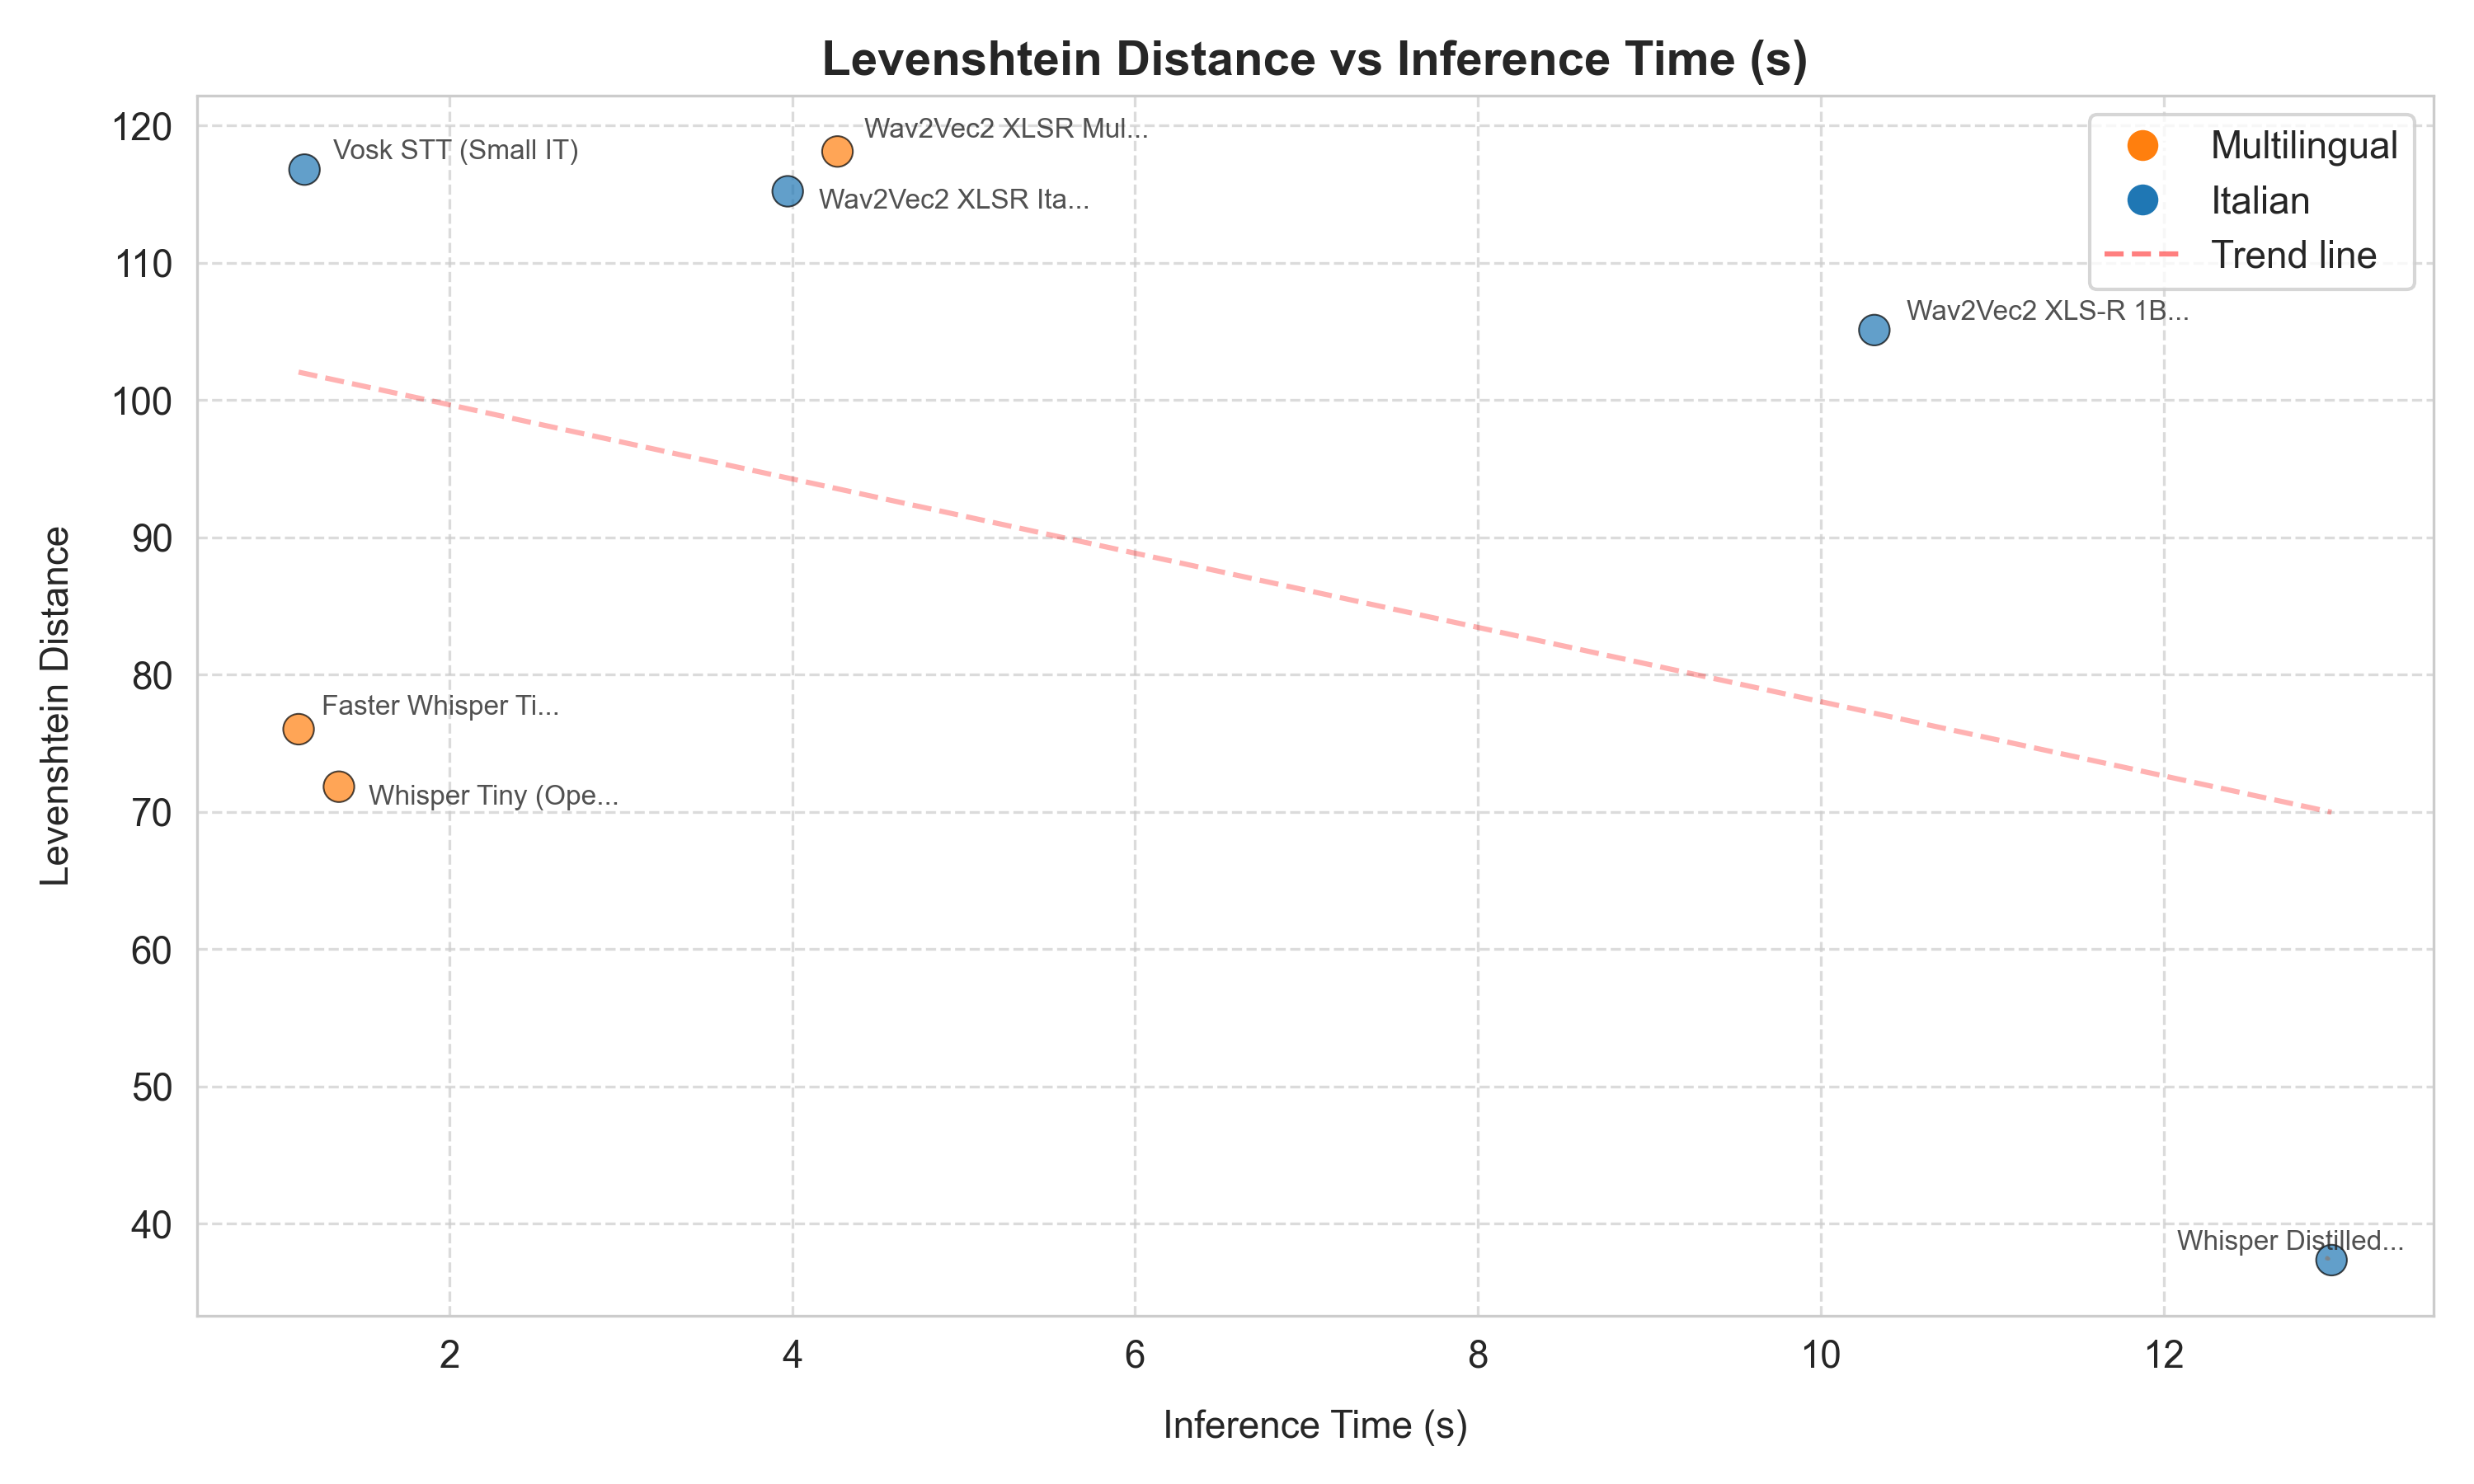 Levenshtein Distance vs Inference Time (s)
120
110
100
90
80
70
60
50
40
Levenshtein Distance
Vosk STT (Small IT)
Wav2Vec2 XLSR Mul...
Wav2Vec2 XLSR Ita...
Wav2Vec2 XLS-R 1B...
Faster Whisper Ti...
Whisper Tiny (Ope...
Whisper Distilled...
Multilingual
Italian
Trend line
2
4
6
8
10
12
Inference Time (s)